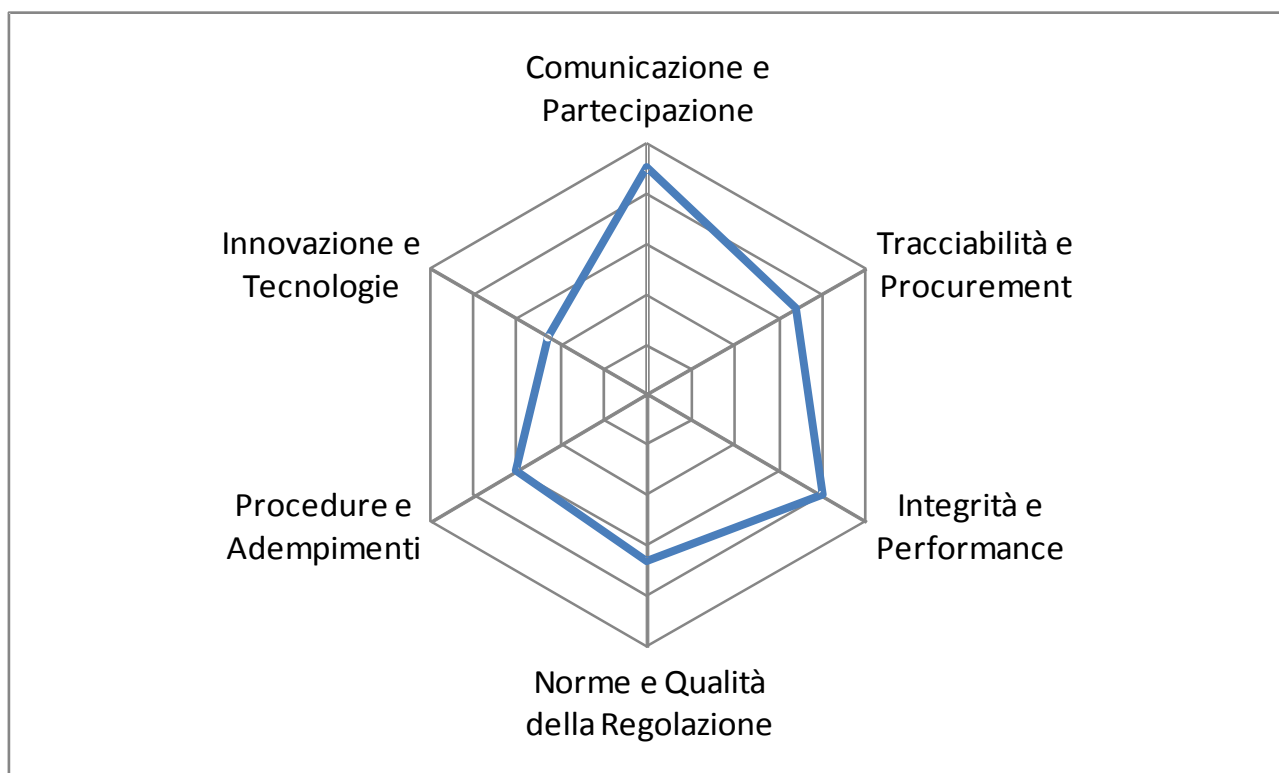 Comunicazione e
Partecipazione
Tracciabilità e
Procurement
Integrità e
Performance
Norme e Qualità
della Regolazione
Procedure e
Adempimenti
Innovazione e
Tecnologie